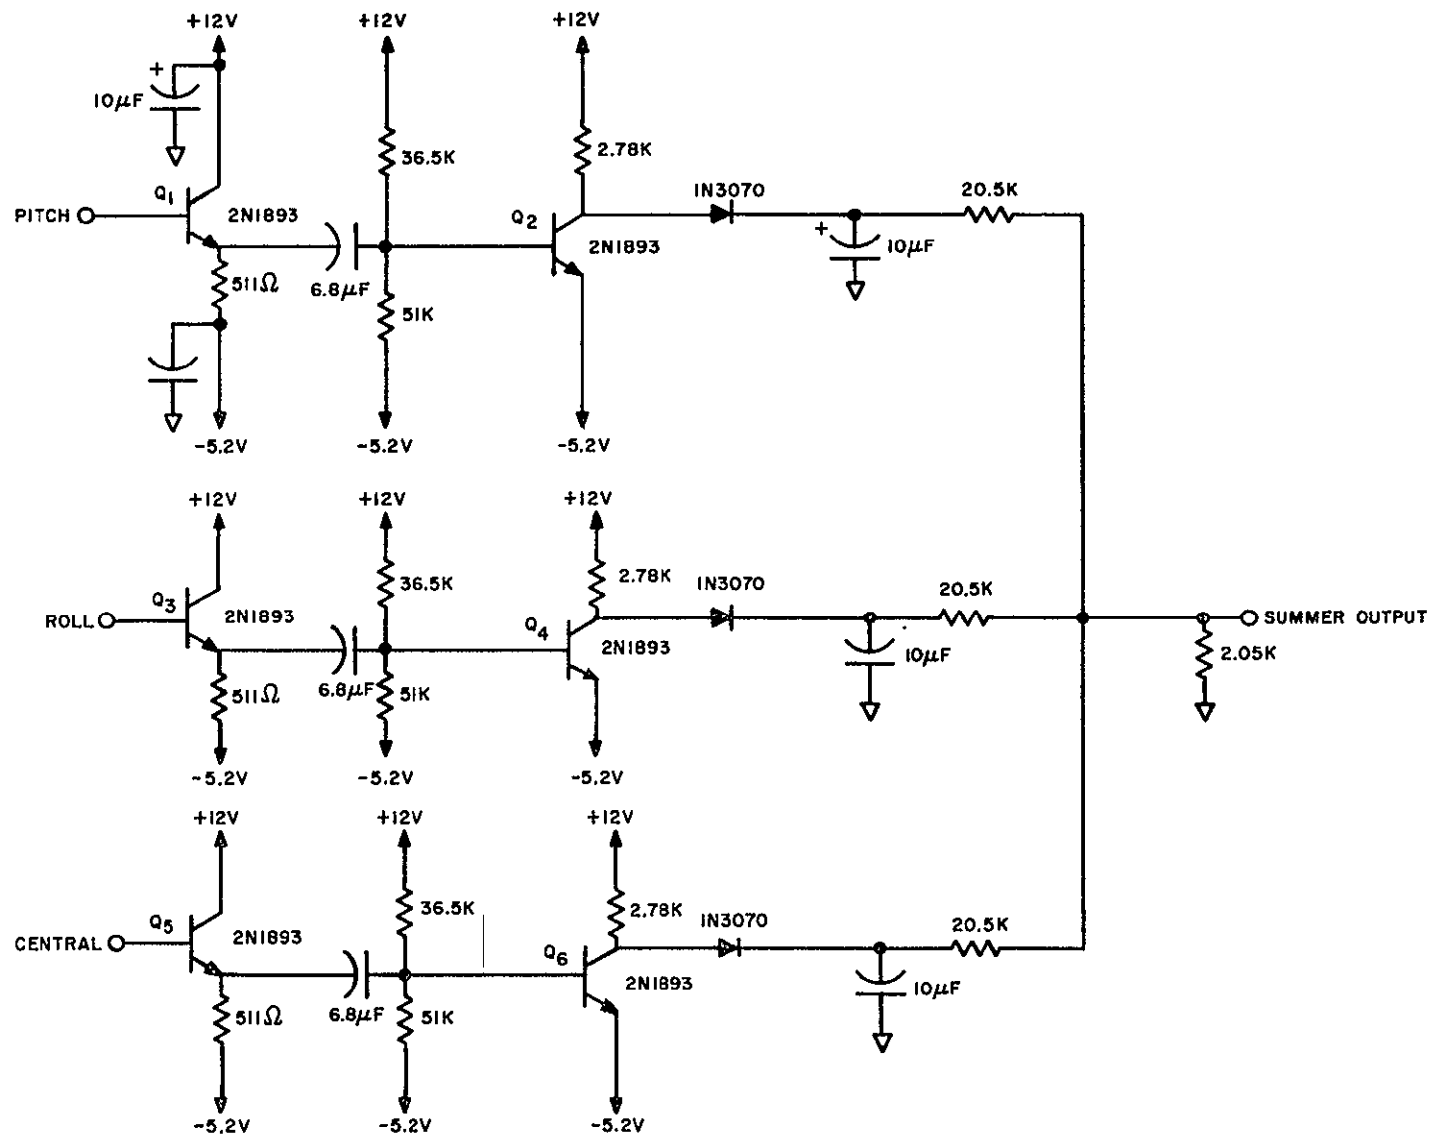 +12V +12V +12V
+
10µF
36.5K
2.78K
Q1
PITCH
2N1893
Q2
2N1893
1N3070
20.5K
+
10µF
511Ω
6.8µF
51K
-5.2V -5.2V -5.2V
+12V +12V +12V
36.5K
2.78K
1N3070
20.5K
Q3
ROLL
2N1893
Q4
2N1893
SUMMER OUTPUT
2.05K
10µF
511Ω
6.8µF
51K
-5.2V -5.2V -5.2V
+12V +12V +12V
36.5K
2.78K
1N3070
20.5K
Q5
CENTRAL
2N1893
Q6
2N1893
10µF
511Ω
6.8µF
51K
-5.2V -5.2V -5.2V